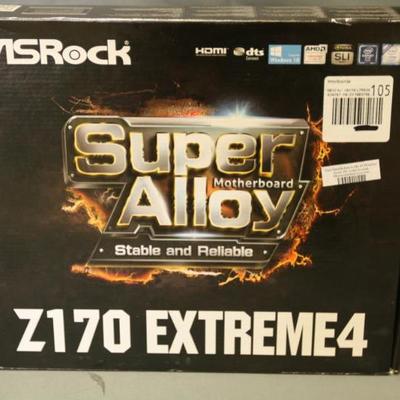 ASRock
HDMI dts Windows 10 AMD SLI
105
Super
Alloy
Motherboard
Stable and Reliable
Z170 EXTREME4